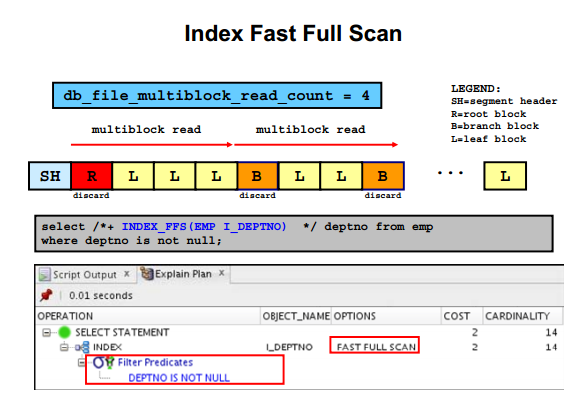 Index Fast Full Scan
db_file_multiblock_read_count = 4
LEGEND:
SH=segment header
R=root block
B=branch block
L=leaf block
multiblock read multiblock read
SH R L L L B L L B ... L
discard discard discard
select /*+ INDEX_FFS(EMP I_DEPTNO) */ deptno from emp
where deptno is not null;
Script Output × Explain Plan ×
0.01 seconds
OPERATION OBJECT_NAME OPTIONS COST CARDINALITY
SELECT STATEMENT 2 14
INDEX I_DEPTNO FAST FULL SCAN 2 14
Filter Predicates
DEPTNO IS NOT NULL